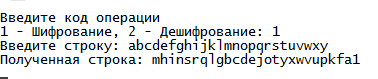 Введите код операции
1 - Шифрование, 2 - Дешифрование: 1
Введите строку: abcdefghijklmnopqrstuvwxy
Полученная строка: mhinsrqlgbcdejotyxwvupkfa1